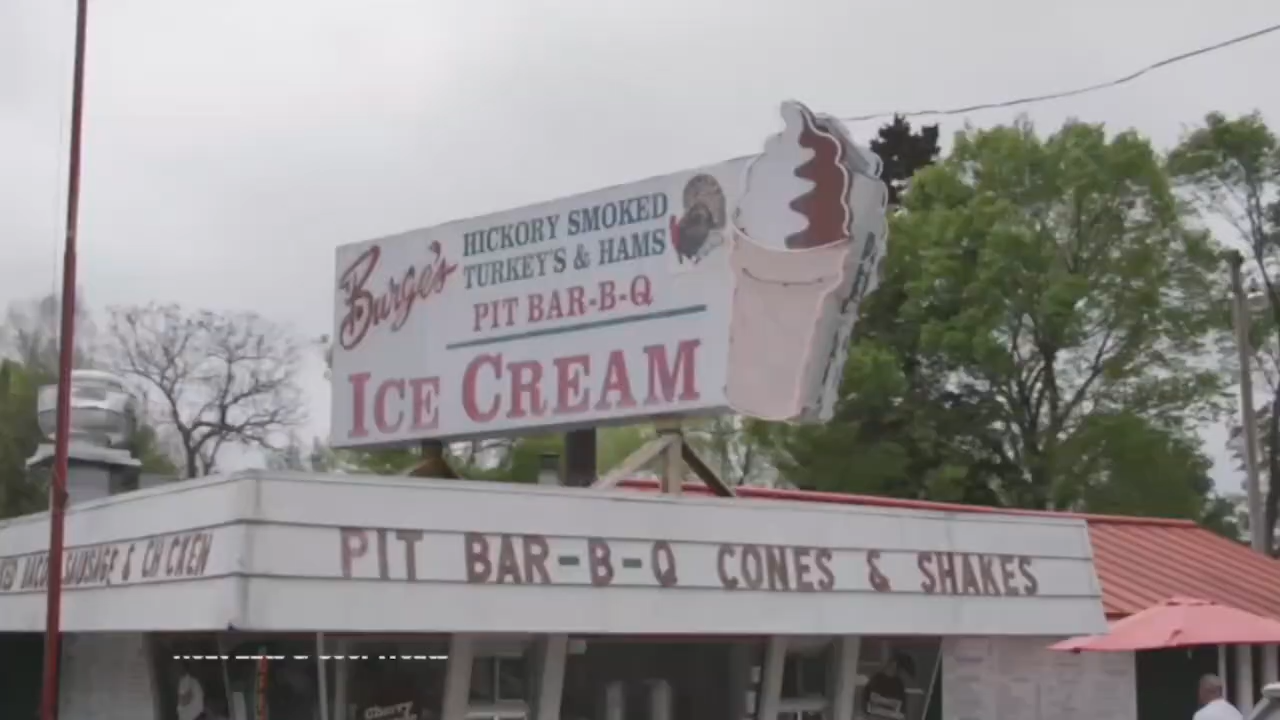 Burge's
HICKORY SMOKED
TURKEY'S & HAMS
PIT BAR-B-Q
ICE CREAM
SAUSAGE & CHICKEN
PIT BAR-B-Q CONES & SHAKES